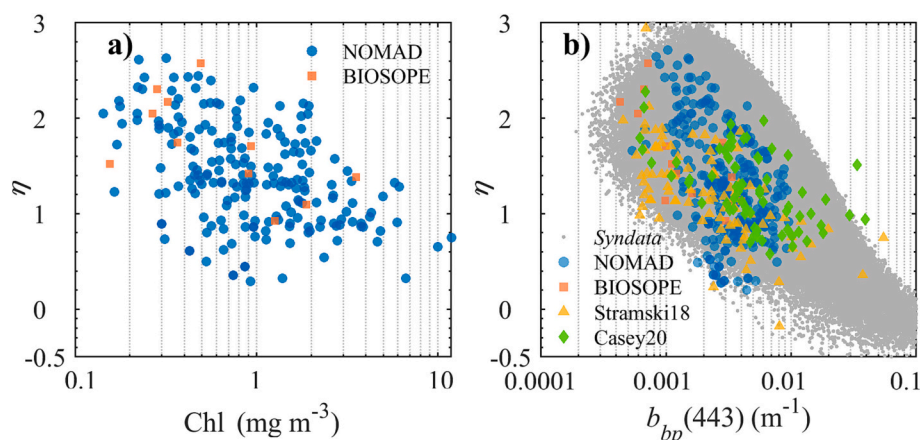 a)
NOMAD
BIOSOPE
3
2
1
0
-0.5
η
0.1
1
10
Chl (mg m⁻³)
b)
Syndata
NOMAD
BIOSOPE
Stramski18
Casey20
3
2
1
0
-0.5
η
0.0001
0.001
0.01
0.1
b_bp(443) (m⁻¹)